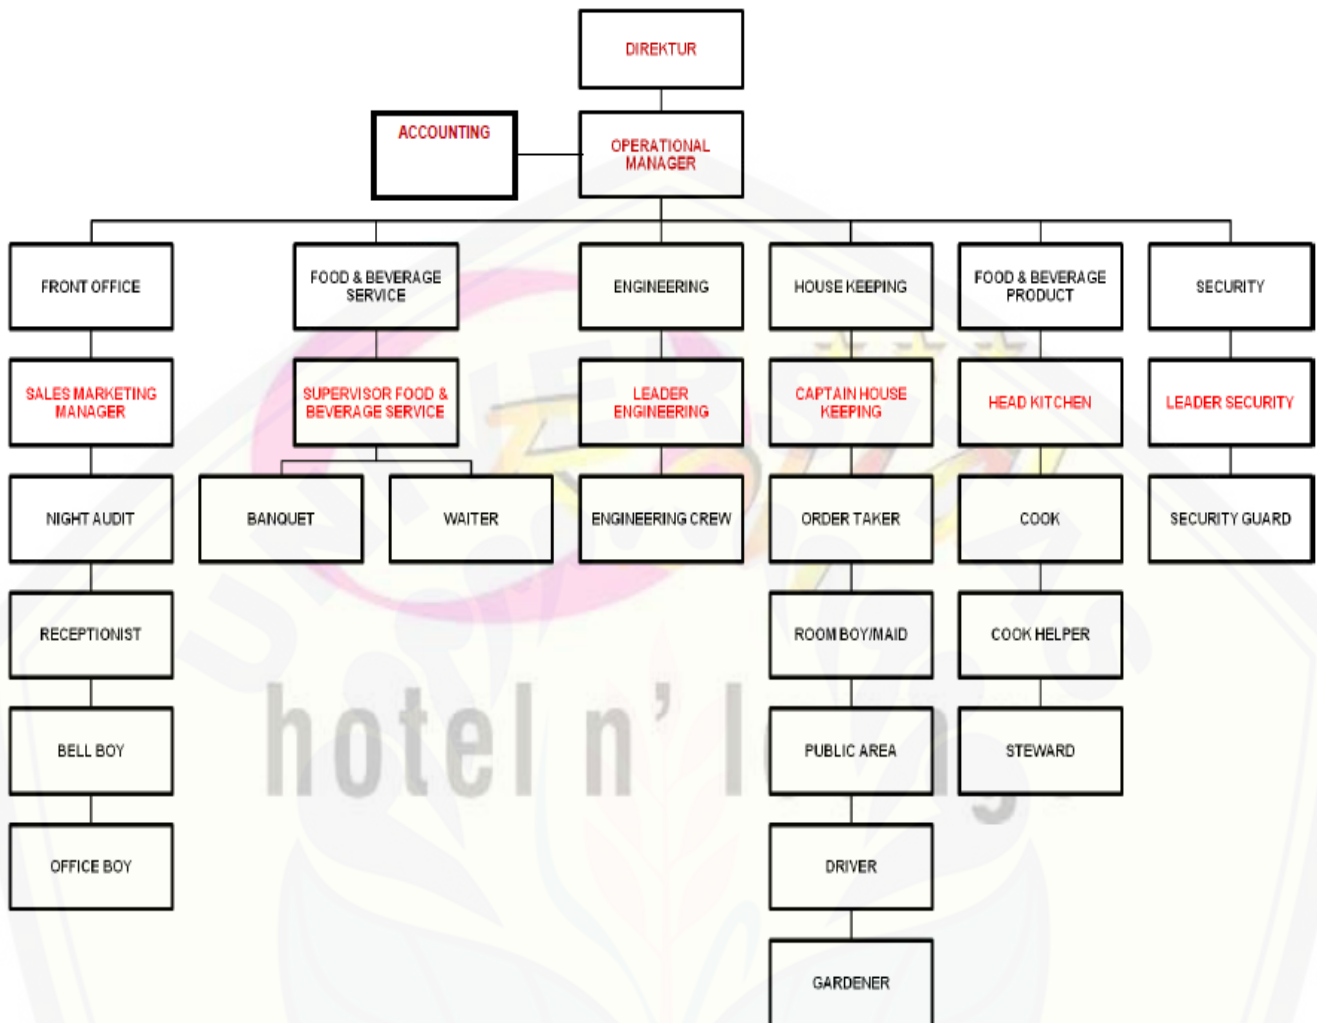 DIREKTUR
ACCOUNTING
OPERATIONAL
MANAGER
FRONT OFFICE
FOOD & BEVERAGE
SERVICE
ENGINEERING
HOUSE KEEPING
FOOD & BEVERAGE
PRODUCT
SECURITY
SALES MARKETING
MANAGER
SUPERVISOR FOOD &
BEVERAGE SERVICE
LEADER
ENGINEERING
CAPTAIN HOUSE
KEEPING
HEAD KITCHEN
LEADER SECURITY
NIGHT AUDIT
BANQUET
WAITER
ENGINEERING CREW
ORDER TAKER
COOK
SECURITY GUARD
RECEPTIONIST
ROOM BOY/MAID
COOK HELPER
BELL BOY
PUBLIC AREA
STEWARD
OFFICE BOY
DRIVER
GARDENER
UNIVERSITAS
hotel n'